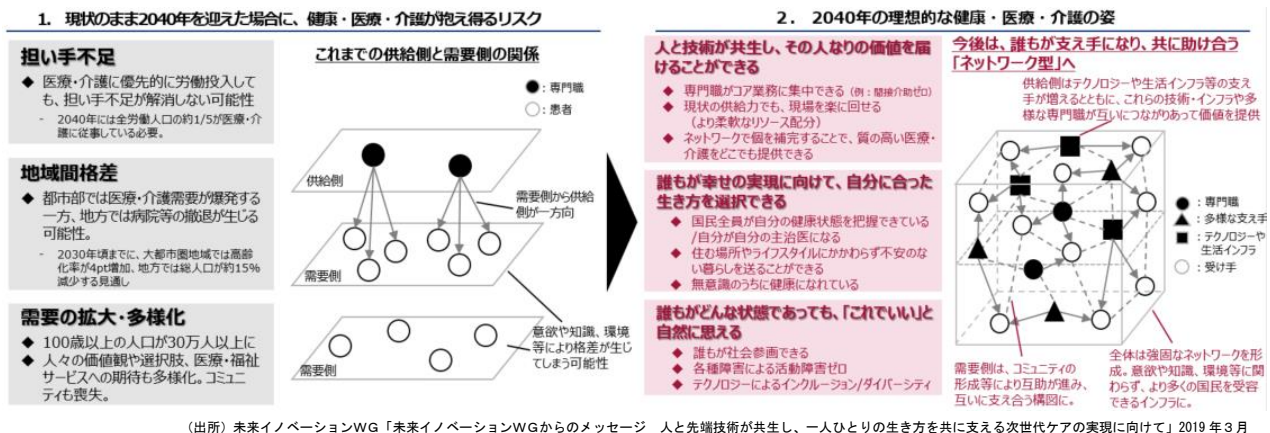 1. 現状のまま2040年を迎えた場合に、健康・医療・介護が抱え得るリスク
担い手不足
◆ 医療・介護に優先的に労働投入して
も、担い手不足が解消しない可能性
- 2040年には全労働人口の約1/5が医療・介
護に従事している必要。
地域間格差
◆ 都市部では医療・介護需要が爆発する
一方、地方では病院等の撤退が生じる
可能性。
- 2030年頃までに、大都市圏地域では高齢
化率が4pt増加、地方では総人口が約15%
減少する見通し
需要の拡大・多様化
◆ 100歳以上の人口が30万人以上に
◆ 人々の価値観や選択肢、医療・福祉
サービスへの期待も多様化。コミュニ
ティも喪失。
これまでの供給側と需要側の関係
●：専門職
○：患者
供給側
需要側から供給
側が一方向
需要側
意欲や知識、環境
等により格差が生じ
てしまう可能性
需要側
2. 2040年の理想的な健康・医療・介護の姿
人と技術が共生し、その人なりの価値を届
けることができる
◆ 専門職がコア業務に集中できる（例：間接介助ゼロ）
◆ 現状の供給力でも、現場を楽に回せる
（より柔軟なリソース配分）
◆ ネットワークで個を補完することで、質の高い医療・
介護をどこでも提供できる
誰もが幸せの実現に向けて、自分に合った
生き方を選択できる
◆ 国民全員が自分の健康状態を把握できている
/自分が自分の主治医になる
◆ 住む場所やライフスタイルにかかわらず不安のな
い暮らしを送ることができる
◆ 無意識のうちに健康になれている
誰もがどんな状態であっても、「これでいい」と
自然に思える
◆ 誰もが社会参画できる
◆ 各種障害による活動障害ゼロ
◆ テクノロジーによるインクルージョン/ダイバーシティ
今後は、誰もが支え手になり、共に助け合う
「ネットワーク型」へ
供給側はテクノロジーや生活インフラ等の支え
手が増えるとともに、これらの技術・インフラや多
様な専門職が互いにつながりあって価値を提供
●：専門職
▲：多様な支え手
■：テクノロジーや
生活インフラ
○：受け手
需要側は、コミュニティの
形成等により互助が進み、
互いに支え合う構図に。
全体は強固なネットワークを形
成。意欲や知識、環境等に関
わらず、より多くの国民を受容
できるインフラに。
（出所）未来イノベーションＷＧ「未来イノベーションＷＧからのメッセージ 人と先端技術が共生し、一人ひとりの生き方を共に支える次世代ケアの実現に向けて」2019年３月